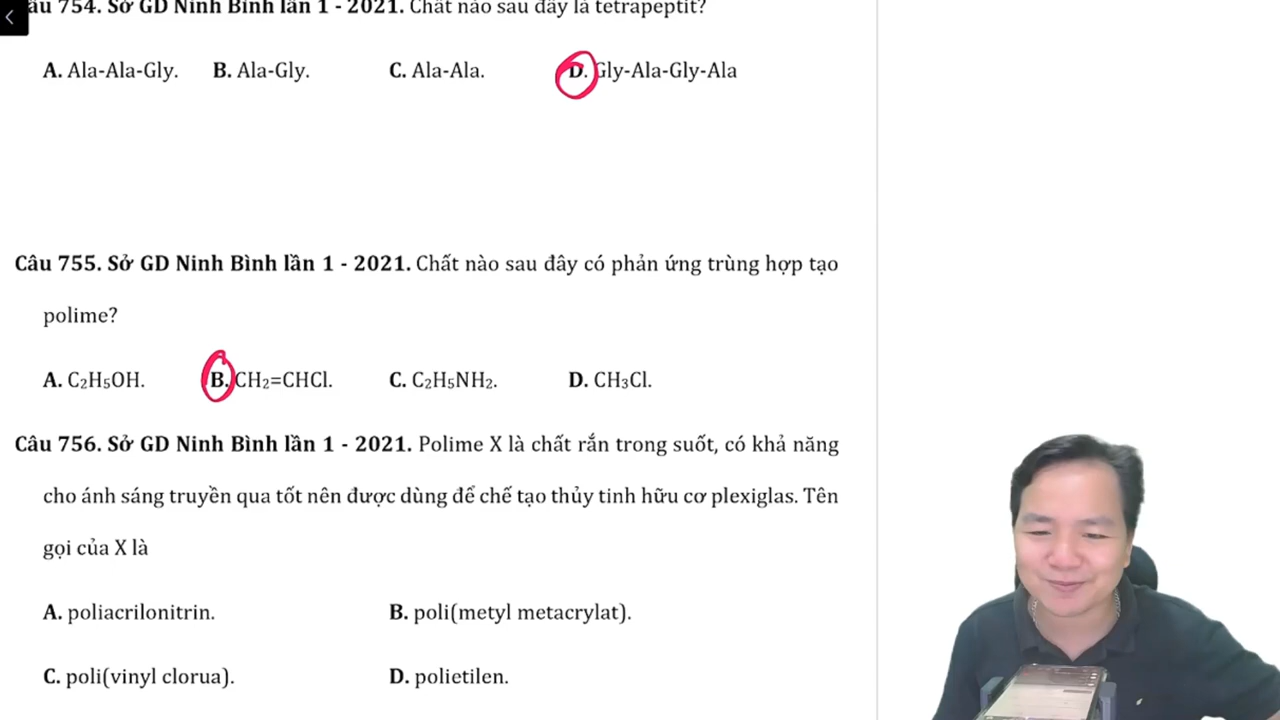 âu 754. Sở GD Ninh Bình lần 1 - 2021. Chất nào sau đây là tetrapeptit?
A. Ala-Ala-Gly. B. Ala-Gly. C. Ala-Ala. D. Gly-Ala-Gly-Ala
Câu 755. Sở GD Ninh Bình lần 1 - 2021. Chất nào sau đây có phản ứng trùng hợp tạo
polime?
A. C₂H₅OH. B. CH₂=CHCl. C. C₂H₅NH₂. D. CH₃Cl.
Câu 756. Sở GD Ninh Bình lần 1 - 2021. Polime X là chất rắn trong suốt, có khả năng
cho ánh sáng truyền qua tốt nên được dùng để chế tạo thủy tinh hữu cơ plexiglas. Tên
gọi của X là
A. poliacrilonitrin. B. poli(metyl metacrylat).
C. poli(vinyl clorua). D. polietilen.